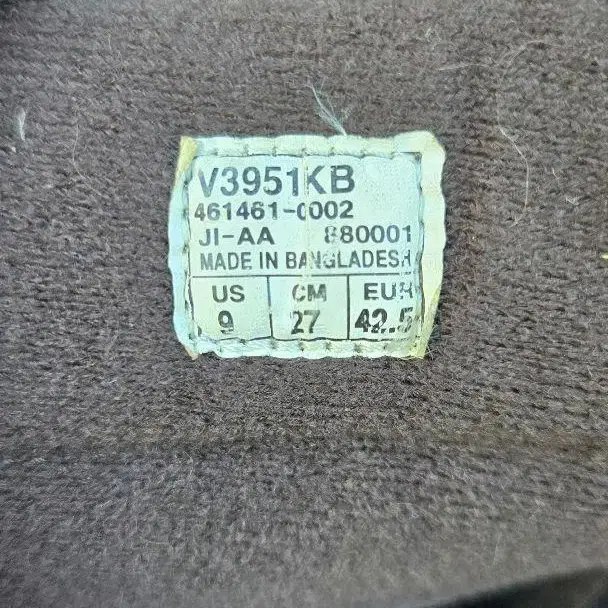 V3951KB
461461-0002
JI-AA 880001
MADE IN BANGLADESH
US CM EUR
9 27 42.5